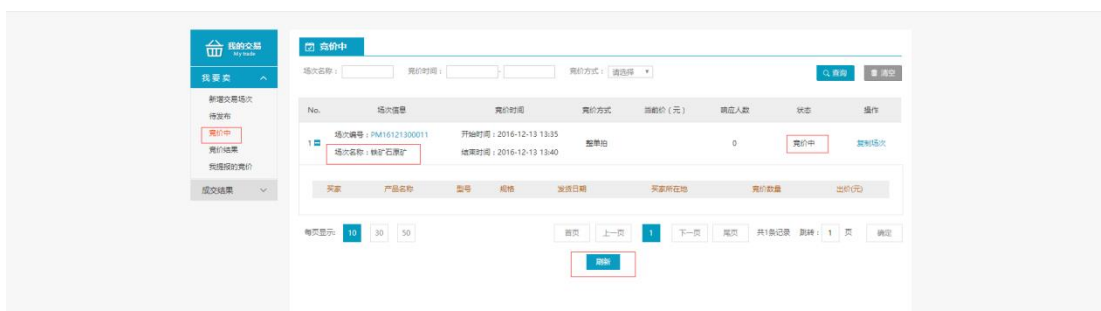 我的交易
My trade
我要卖
新增交易场次
待发布
竞价中
竞价结果
我提报的竞价
成交结果
竞价中
场次名称： 竞价时间： - 竞价方式： 请选择 查询 清空
No. 场次信息 竞价时间 竞价方式 当前价（元） 响应人数 状态 操作
1 场次编号：PM16121300011 开始时间：2016-12-13 13:35 整单拍 0 竞价中 复制场次
场次名称：铁矿石原矿 结束时间：2016-12-13 13:40
买家 产品名称 型号 规格 发货日期 买家所在地 竞价数量 出价(元)
每页显示: 10 30 50 首页 上一页 1 下一页 尾页 共1条记录 跳转： 1 页 确定
刷新